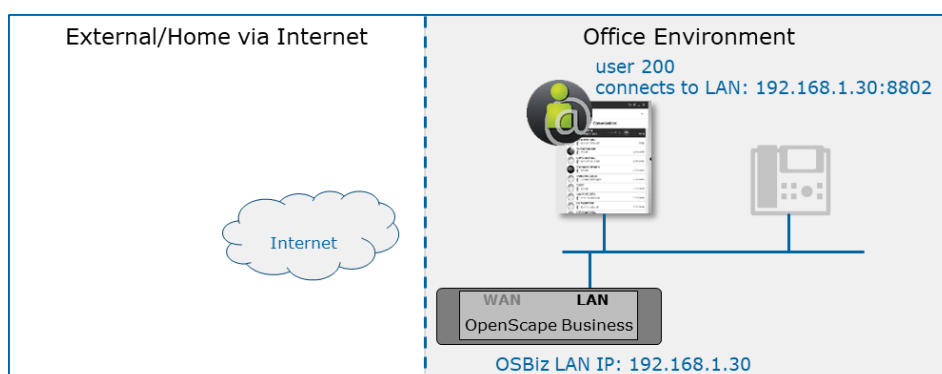 External/Home via Internet
Office Environment
user 200
connects to LAN: 192.168.1.30:8802
@
Internet
WAN LAN
OpenScape Business
OSBiz LAN IP: 192.168.1.30